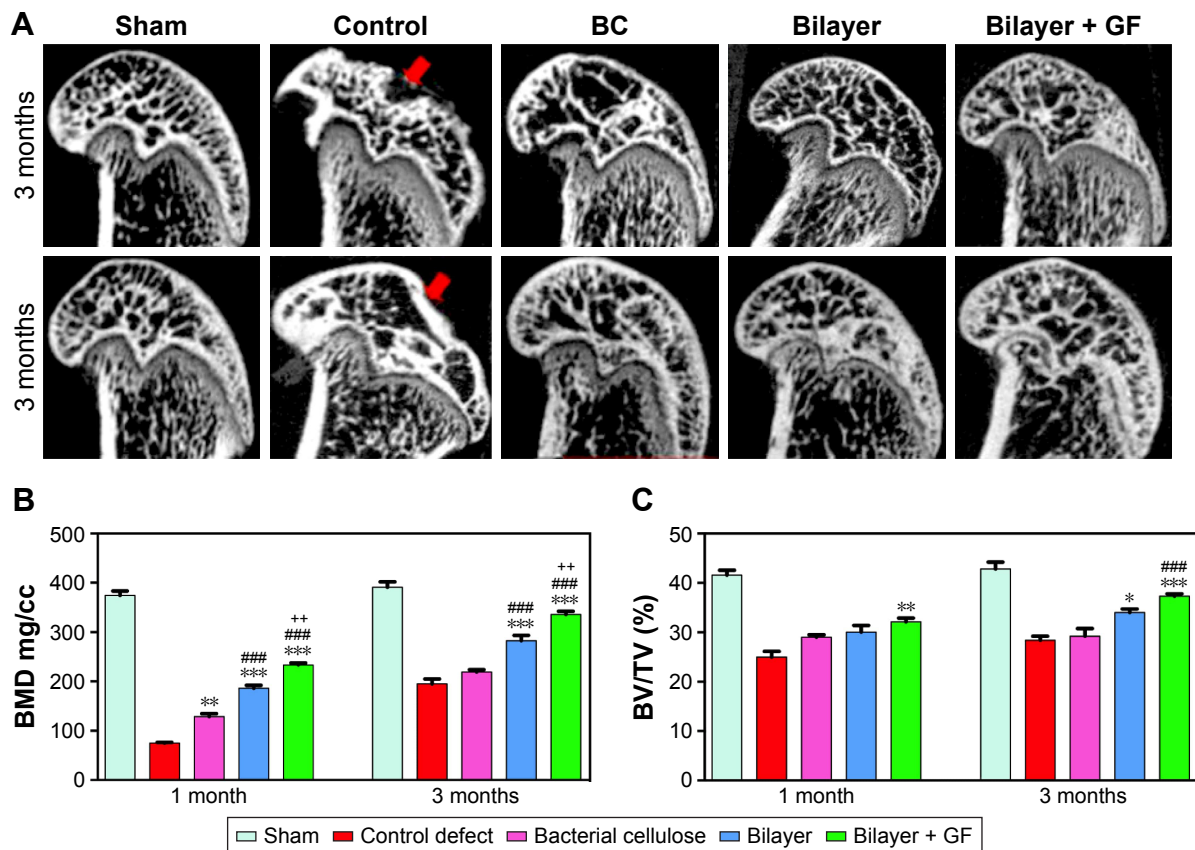 A
Sham Control BC Bilayer Bilayer + GF
3 months
3 months
B
BMD mg/cc
500
400
300
200
100
0
**
###
***
++
###
***
###
***
++
###
***
1 month 3 months
C
BV/TV (%)
50
40
30
20
10
0
**
*
###
***
1 month 3 months
Sham Control defect Bacterial cellulose Bilayer Bilayer + GF